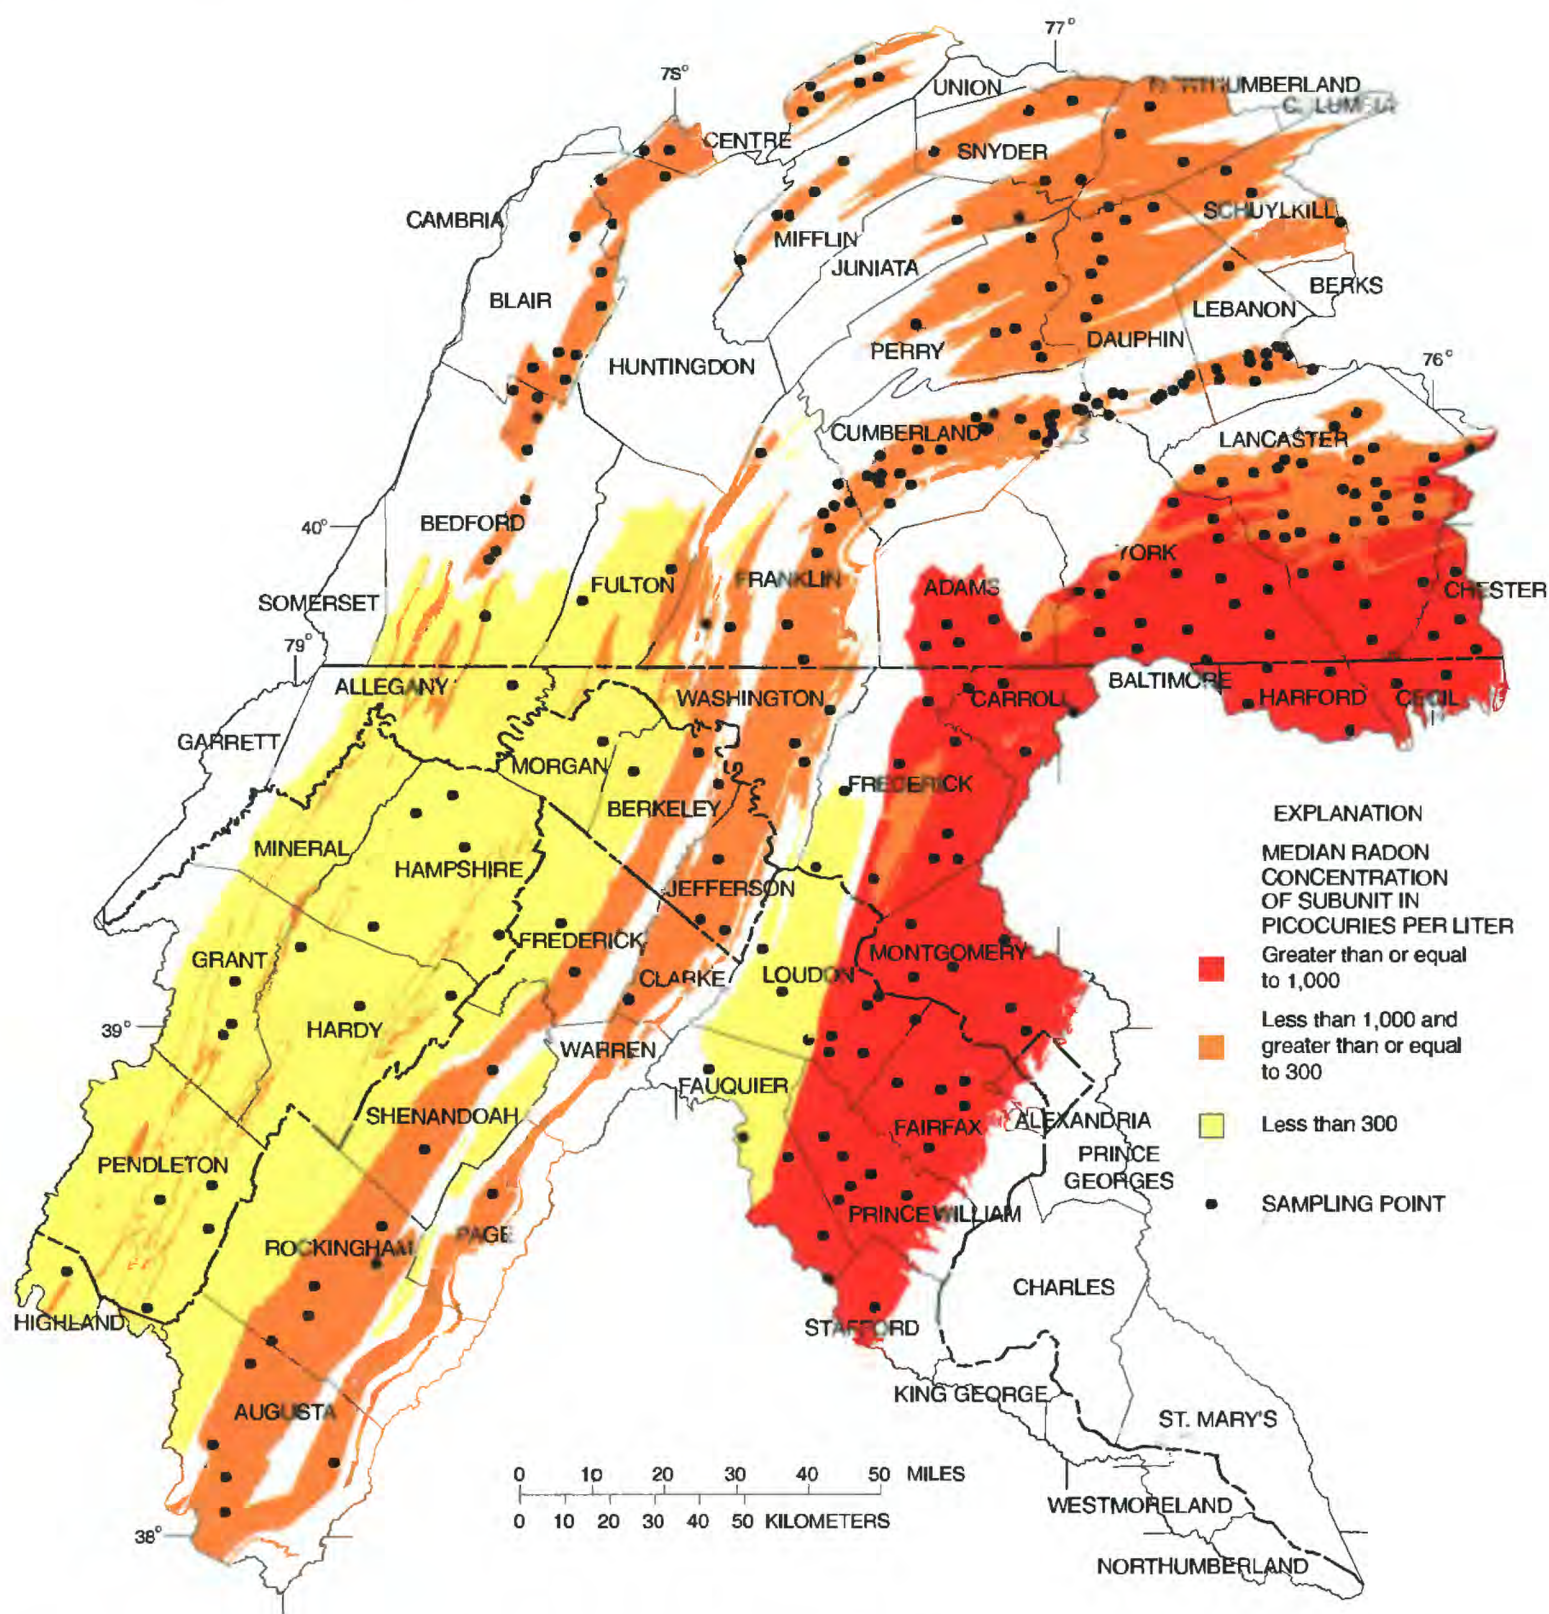 77°
78°
UNION
NORTHUMBERLAND
COLUMBIA
CENTRE
SNYDER
CAMBRIA
SCHUYLKILL
MIFFLIN
JUNIATA
BERKS
BLAIR
LEBANON
DAUPHIN
PERRY
76°
HUNTINGDON
CUMBERLAND
LANCASTER
40°
BEDFORD
YORK
FULTON
FRANKLIN
ADAMS
CHESTER
SOMERSET
79°
ALLEGANY
WASHINGTON
CARROLL
BALTIMORE
HARFORD
CECIL
GARRETT
MORGAN
FREDERICK
BERKELEY
MINERAL
HAMPSHIRE
JEFFERSON
FREDERICK
MONTGOMERY
GRANT
CLARKE
LOUDON
39°
HARDY
WARREN
FAUQUIER
SHENANDOAH
FAIRFAX
ALEXANDRIA
PRINCE
GEORGES
PENDLETON
PRINCE WILLIAM
PAGE
ROCKINGHAM
CHARLES
HIGHLAND
STAFFORD
KING GEORGE
AUGUSTA
ST. MARY'S
WESTMORELAND
38°
NORTHUMBERLAND
EXPLANATION
MEDIAN RADON
CONCENTRATION
OF SUBUNIT IN
PICOCURIES PER LITER
Greater than or equal
to 1,000
Less than 1,000 and
greater than or equal
to 300
Less than 300
SAMPLING POINT
0 10 20 30 40 50 MILES
0 10 20 30 40 50 KILOMETERS